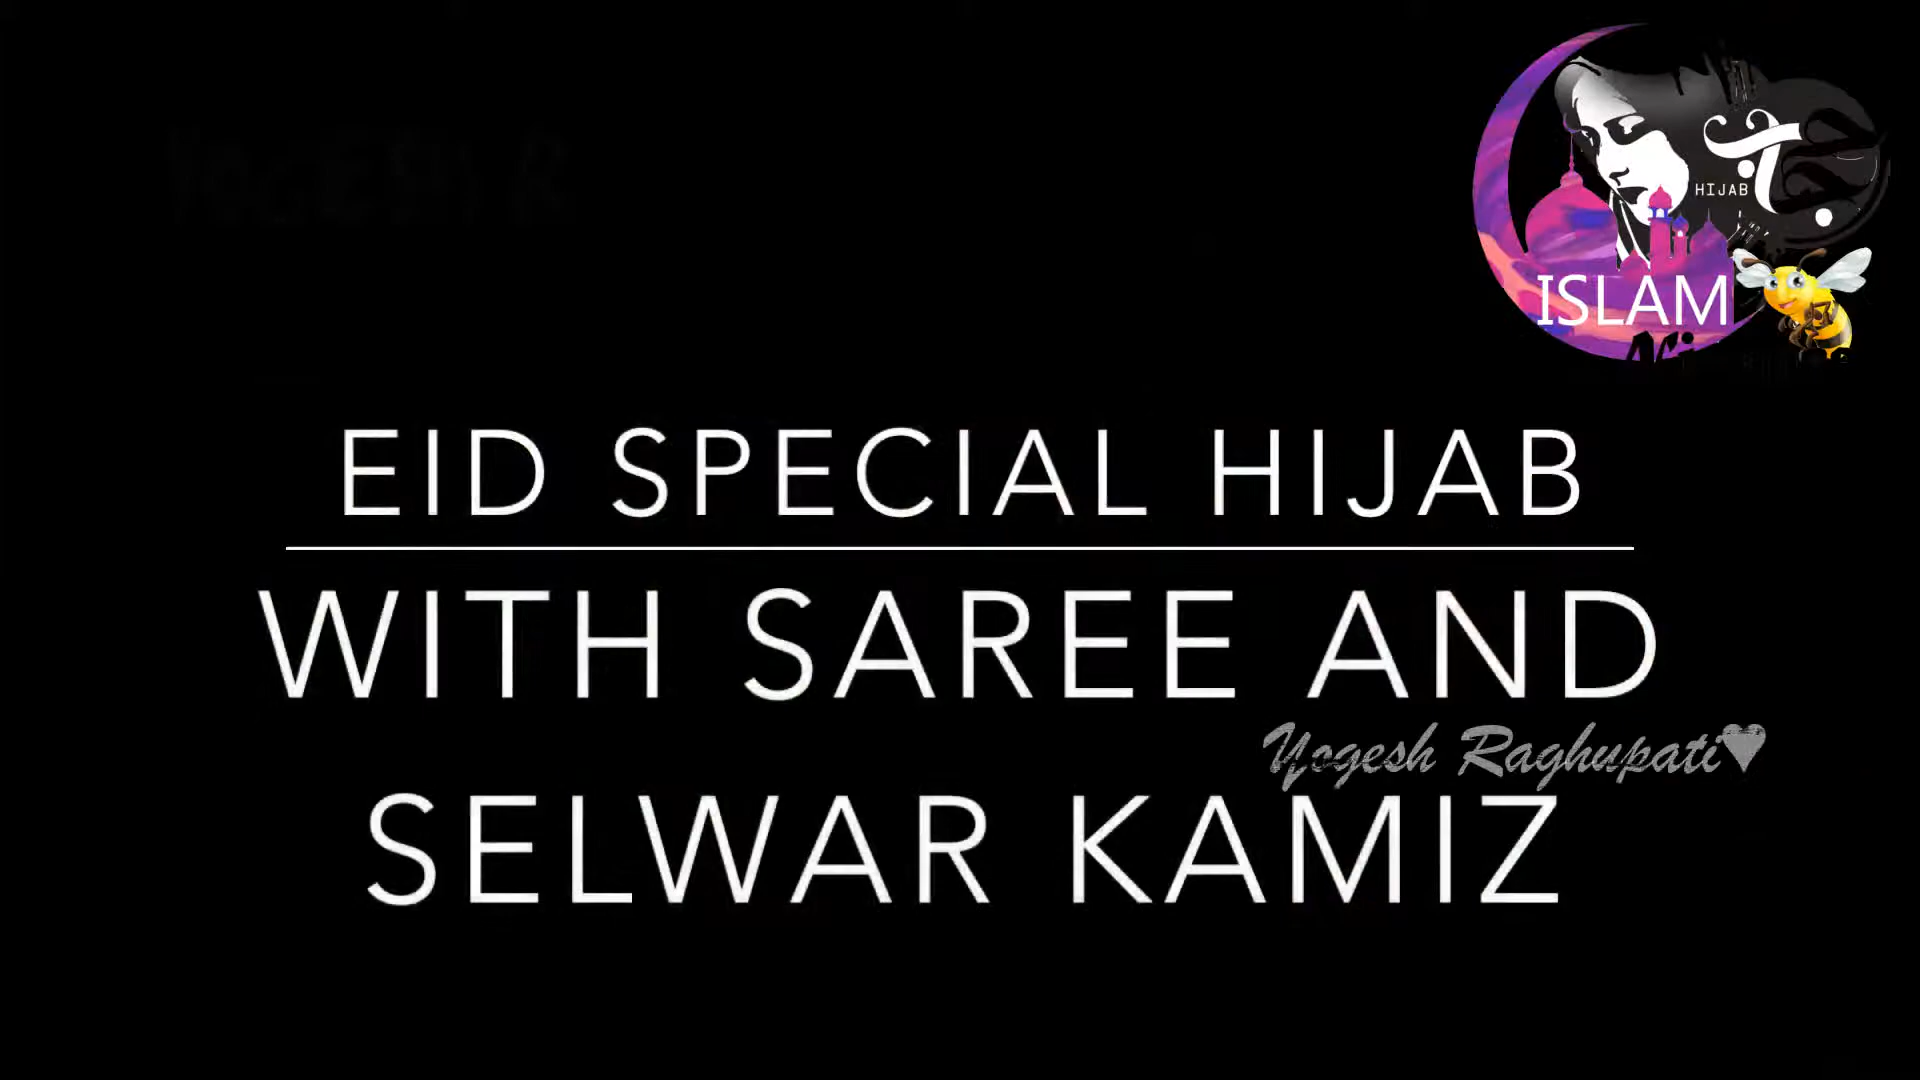 HIJAB
ISLAM
EID SPECIAL HIJAB
WITH SAREE AND
Yogesh Raghupati♥
SELWAR KAMIZ